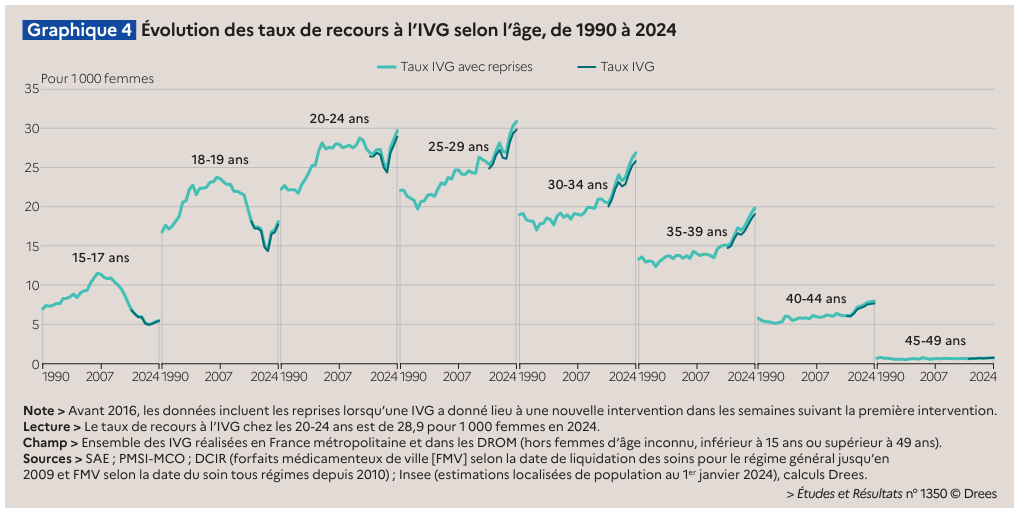 Graphique 4 Évolution des taux de recours à l'IVG selon l'âge, de 1990 à 2024
Taux IVG avec reprises Taux IVG
Pour 1 000 femmes
35
30
25
20
15
10
5
0
15-17 ans
18-19 ans
20-24 ans
25-29 ans
30-34 ans
35-39 ans
40-44 ans
45-49 ans
1990 2007 2024 1990 2007 2024 1990 2007 2024 1990 2007 2024 1990 2007 2024 1990 2007 2024 1990 2007 2024 1990 2007 2024
Note > Avant 2016, les données incluent les reprises lorsqu'une IVG a donné lieu à une nouvelle intervention dans les semaines suivant la première intervention.
Lecture > Le taux de recours à l'IVG chez les 20-24 ans est de 28,9 pour 1 000 femmes en 2024.
Champ > Ensemble des IVG réalisées en France métropolitaine et dans les DROM (hors femmes d'âge inconnu, inférieur à 15 ans ou supérieur à 49 ans).
Sources > SAE ; PMSI-MCO ; DCIR (forfaits médicamenteux de ville [FMV] selon la date de liquidation des soins pour le régime général jusqu'en
2009 et FMV selon la date du soin tous régimes depuis 2010) ; Insee (estimations localisées de population au 1er janvier 2024), calculs Drees.
> Études et Résultats n° 1350 © Drees